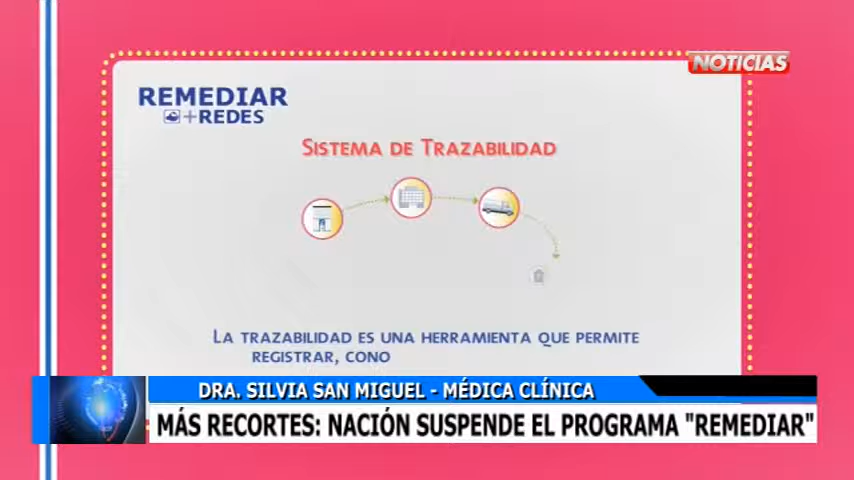 NOTICIAS
REMEDIAR
+REDES
SISTEMA DE TRAZABILIDAD
LA TRAZABILIDAD ES UNA HERRAMIENTA QUE PERMITE
REGISTRAR, CONO
DRA. SILVIA SAN MIGUEL - MÉDICA CLÍNICA
MÁS RECORTES: NACIÓN SUSPENDE EL PROGRAMA "REMEDIAR"